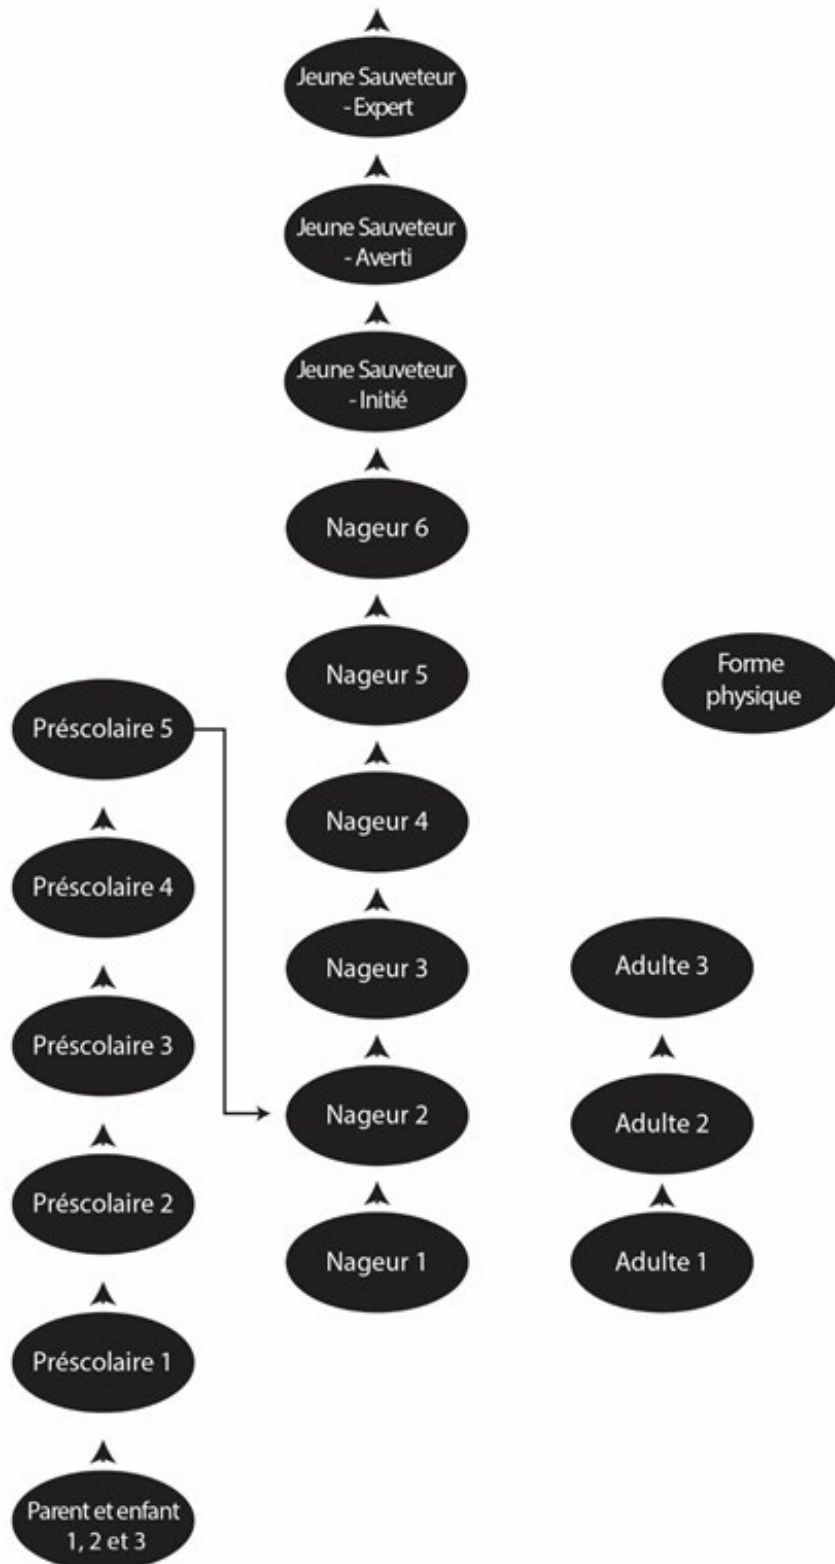 Jeune Sauveteur
- Expert
Jeune Sauveteur
- Averti
Jeune Sauveteur
- Initié
Nageur 6
Nageur 5
Forme
physique
Préscolaire 5
Nageur 4
Préscolaire 4
Nageur 3
Adulte 3
Préscolaire 3
Nageur 2
Adulte 2
Préscolaire 2
Nageur 1
Adulte 1
Préscolaire 1
Parent et enfant
1, 2 et 3